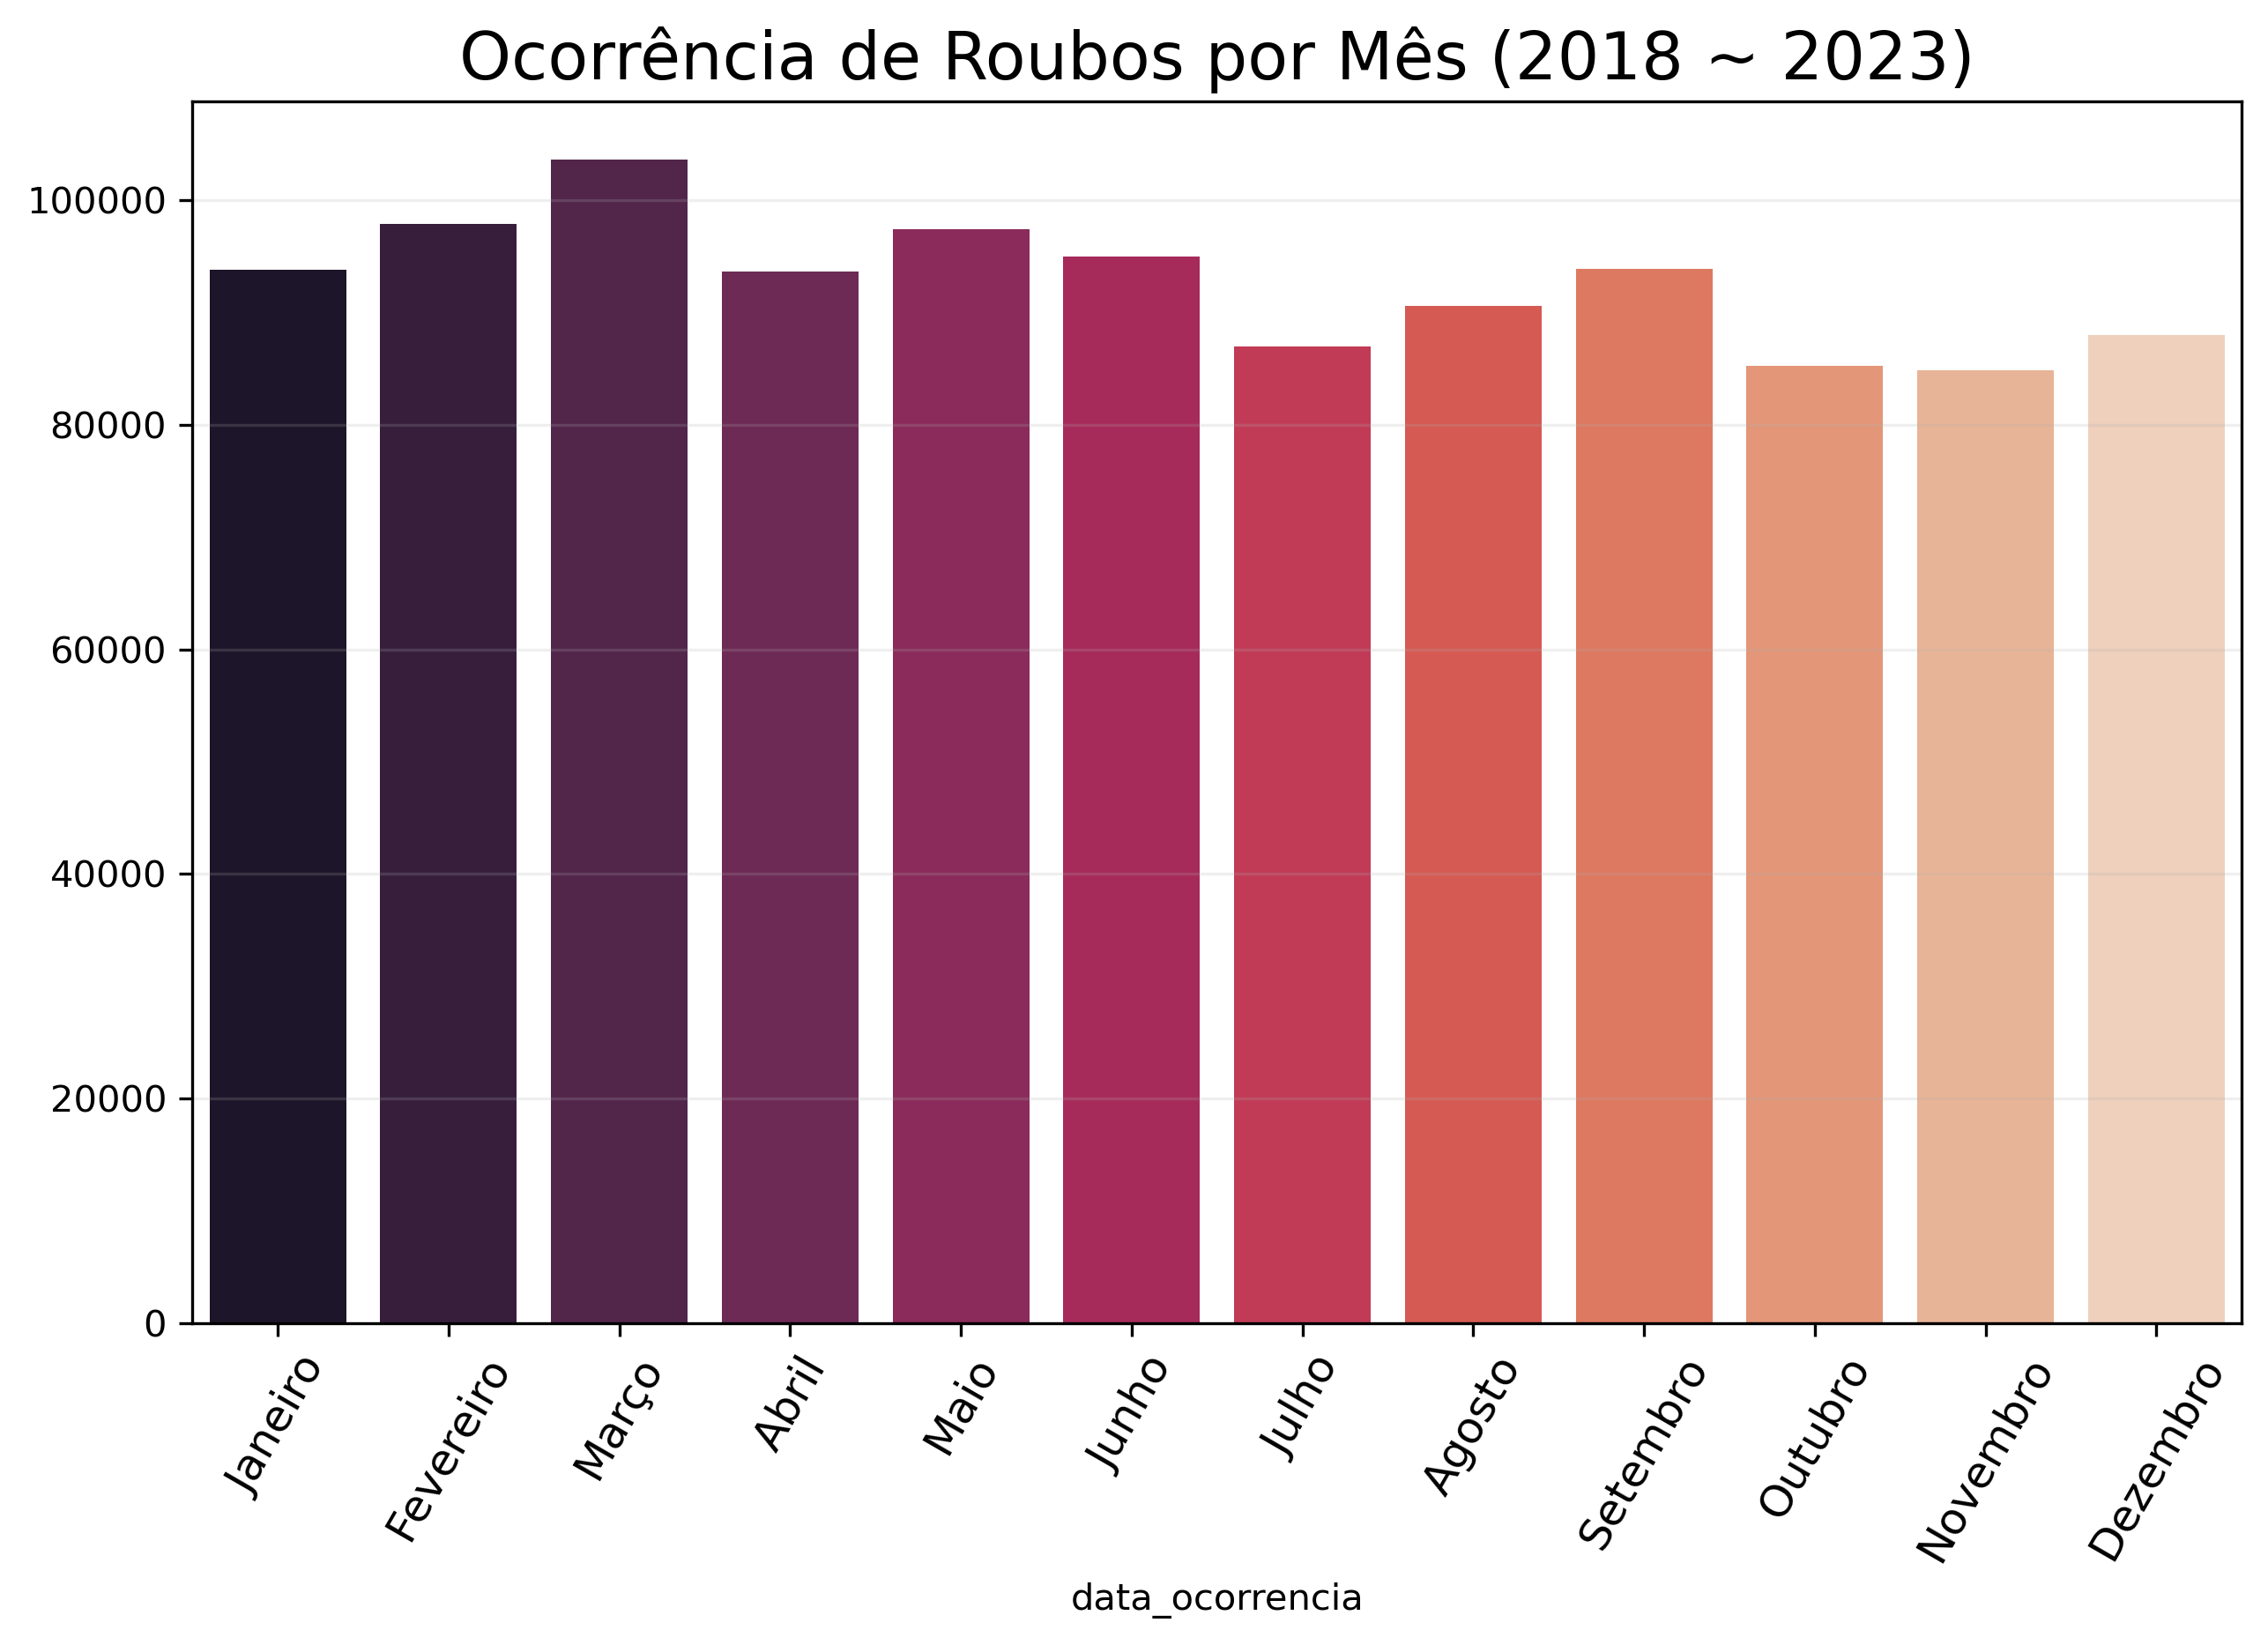 Ocorrência de Roubos por Mês (2018 ~ 2023)
100000
80000
60000
40000
20000
0
Janeiro
Fevereiro
Março
Abril
Maio
Junho
Julho
Agosto
Setembro
Outubro
Novembro
Dezembro
data_ocorrencia